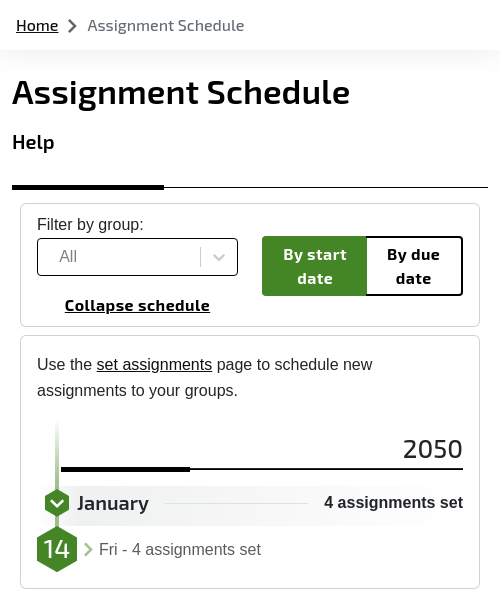 Home Assignment Schedule
Assignment Schedule
Help
Filter by group:
All
By start date
By due date
Collapse schedule
Use the set assignments page to schedule new
assignments to your groups.
2050
January 4 assignments set
14 Fri - 4 assignments set